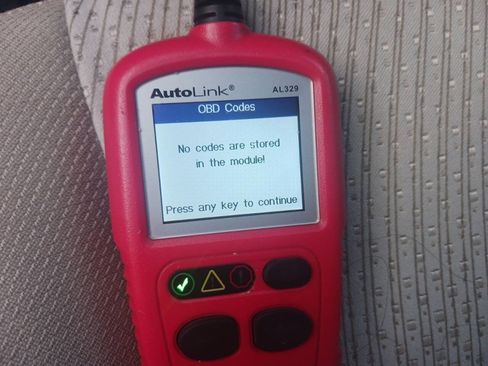 AutoLink® AL329
OBD Codes
No codes are stored
in the module!
Press any key to continue